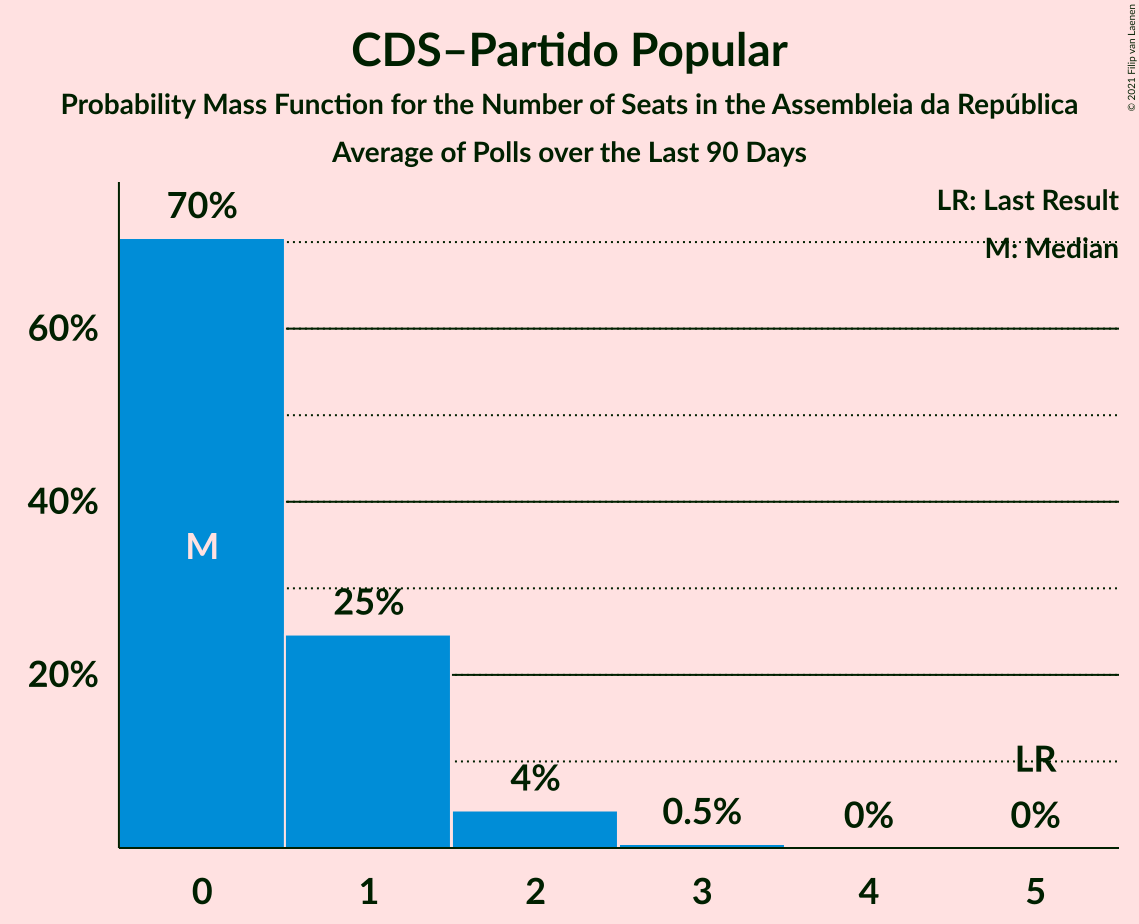 CDS–Partido Popular
Probability Mass Function for the Number of Seats in the Assembleia da República
Average of Polls over the Last 90 Days
© 2021 Filip van Laenen
LR: Last Result
M: Median
70%
60%
40%
M
25%
20%
LR
4%
0.5%
0%
0%
0 1 2 3 4 5